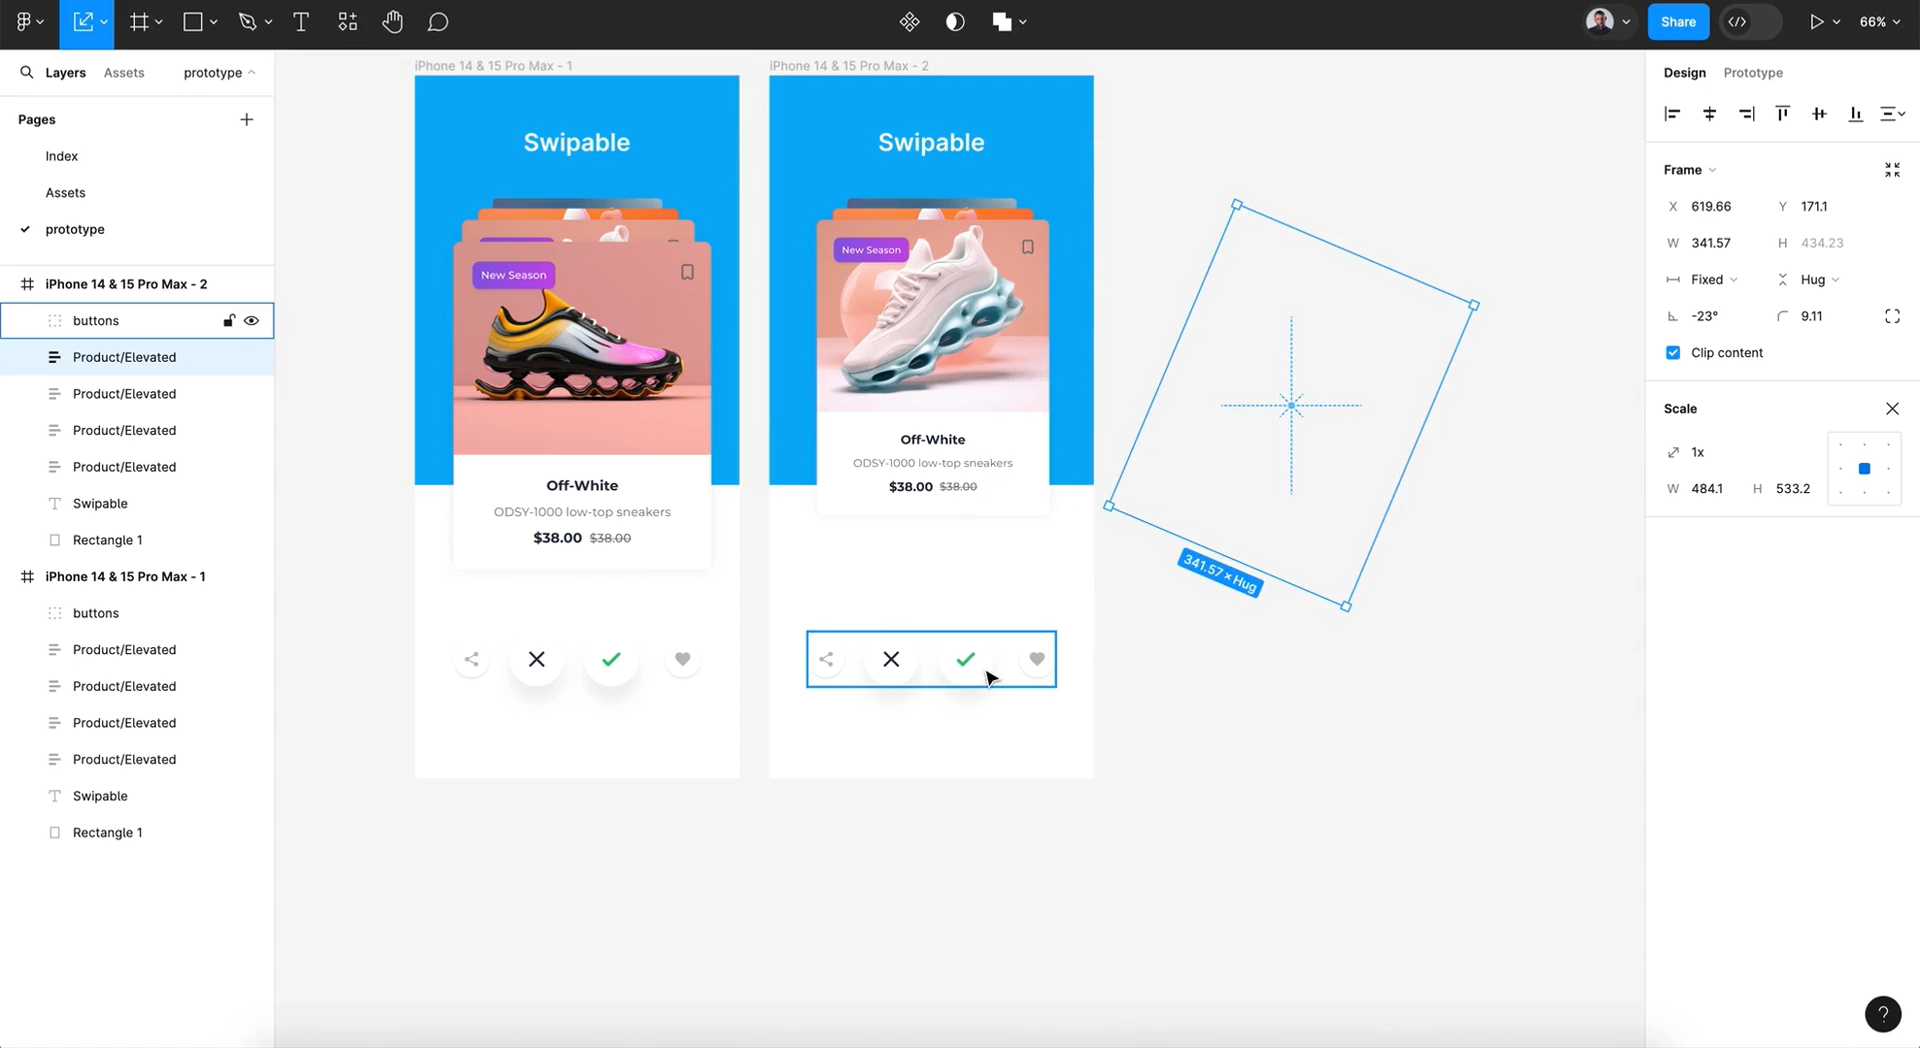 Share
66%
Layers
Assets
prototype
Pages
Index
Assets
prototype
iPhone 14 & 15 Pro Max - 2
buttons
Product/Elevated
Product/Elevated
Product/Elevated
Product/Elevated
Swipable
Rectangle 1
iPhone 14 & 15 Pro Max - 1
buttons
Product/Elevated
Product/Elevated
Product/Elevated
Product/Elevated
Swipable
Rectangle 1
iPhone 14 & 15 Pro Max - 1
Swipable
New Season
Off-White
ODSY-1000 low-top sneakers
$38.00 $38.00
iPhone 14 & 15 Pro Max - 2
Swipable
New Season
Off-White
ODSY-1000 low-top sneakers
$38.00 $38.00
341.57 × Hug
Design Prototype
Frame
X 619.66 Y 171.1
W 341.57 H 434.23
Fixed Hug
-23° 9.11
Clip content
Scale
1x
W 484.1 H 533.2
?